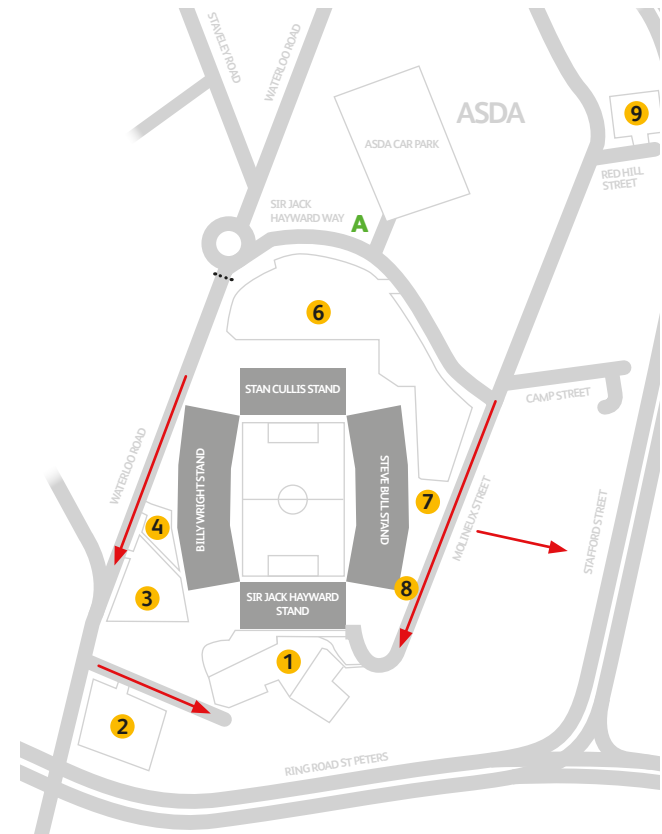 STAVELEY ROAD
WATERLOO ROAD
ASDA
ASDA CAR PARK
9
RED HILL
STREET
SIR JACK
HAYWARD WAY
A
6
STAN CULLIS STAND
CAMP STREET
WATERLOO ROAD
BILLY WRIGHT STAND
STEVE BULL STAND
7
MOLINEUX STREET
STAFFORD STREET
4
3
8
SIR JACK HAYWARD
STAND
1
2
RING ROAD ST PETERS